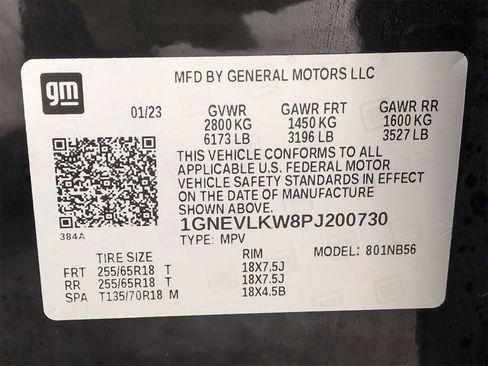 gm
MFD BY GENERAL MOTORS LLC
01/23 GVWR GAWR FRT GAWR RR
2800 KG 1450 KG 1600 KG
6173 LB 3196 LB 3527 LB
THIS VEHICLE CONFORMS TO ALL
APPLICABLE U.S. FEDERAL MOTOR
VEHICLE SAFETY STANDARDS IN EFFECT
ON THE DATE OF MANUFACTURE
SHOWN ABOVE.
1GNEVLKW8PJ200730
384A
TYPE: MPV MODEL: 801NB56
TIRE SIZE RIM
FRT 255/65R18 T 18X7.5J
RR 255/65R18 T 18X7.5J
SPA T135/70R18 M 18X4.5B